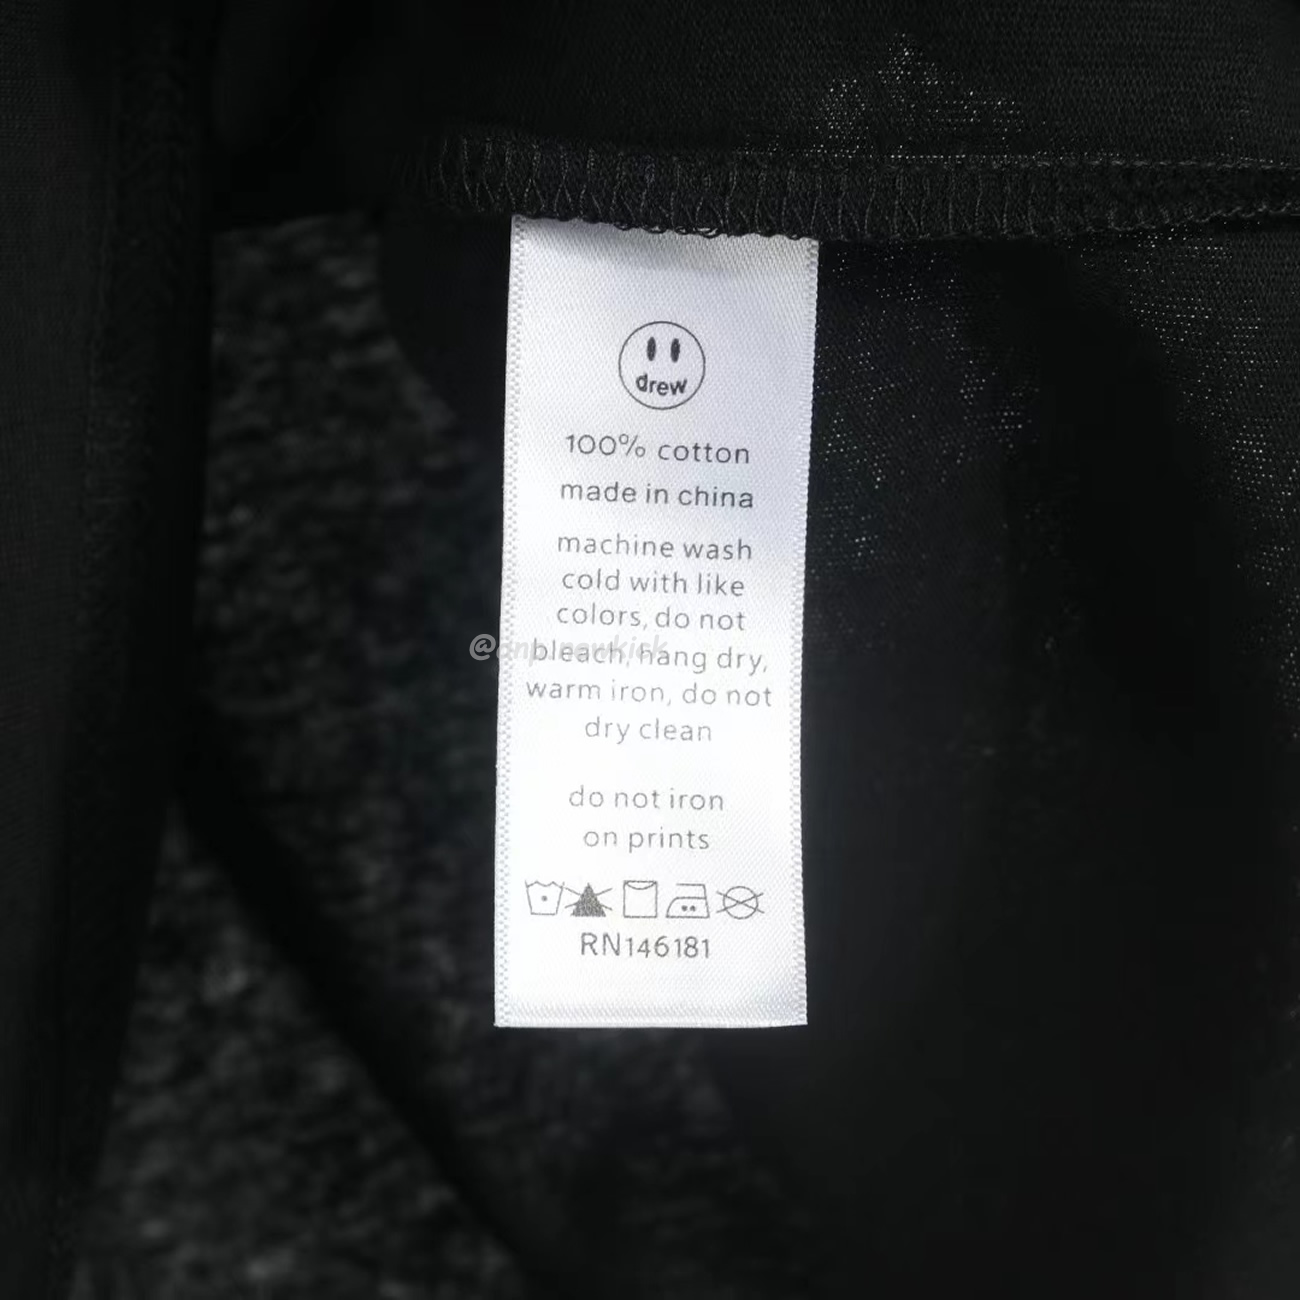 drew
100% cotton
made in china
machine wash
cold with like
colors, do not
bleach, hang dry,
warm iron, do not
dry clean
do not iron
on prints
RN146181